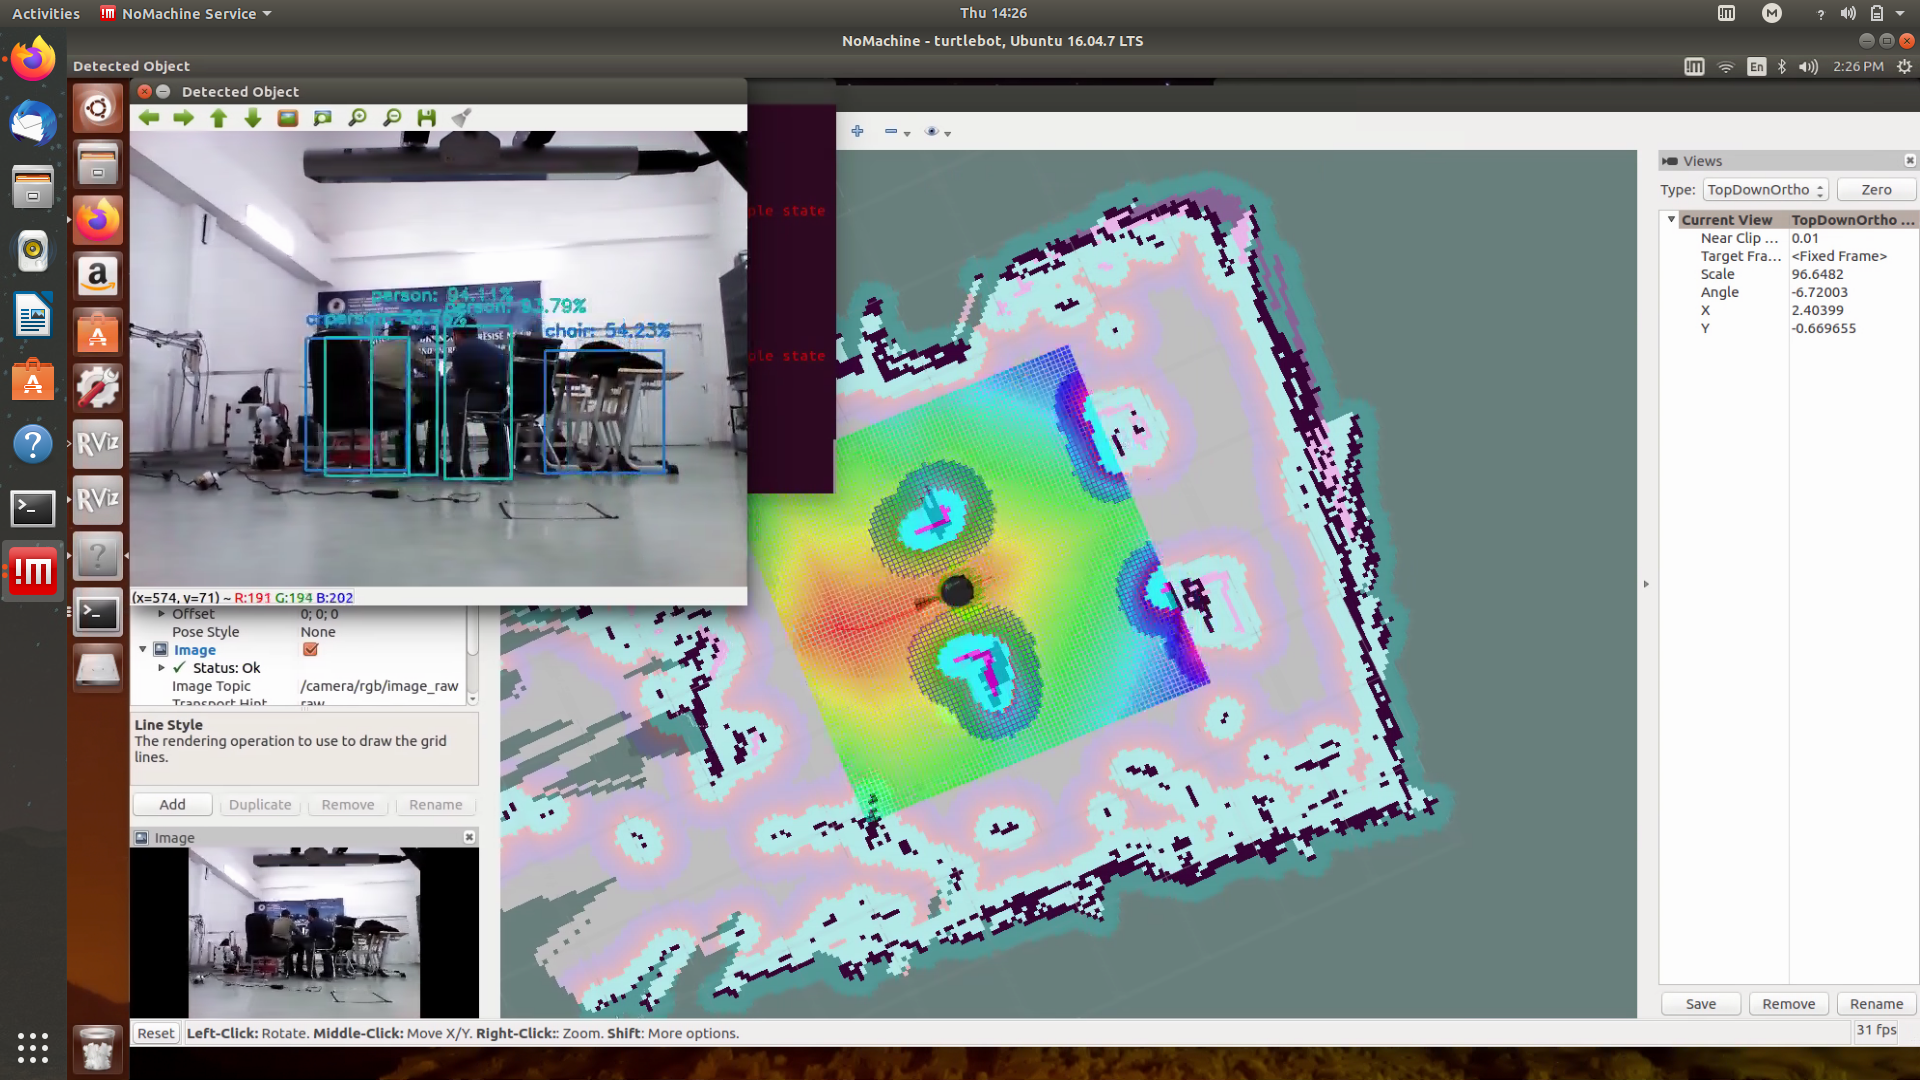 Activities
NoMachine Service
Thu 14:26
NoMachine - turtlebot, Ubuntu 16.04.7 LTS
Detected Object
En
2:26 PM
Detected Object
person: 94.11%
person: 93.79%
chair: 54.23%
ple state
ple state
(x=574, y=71) ~ R:191 G:194 B:202
Offset
0; 0; 0
Pose Style
None
Image
Status: Ok
Image Topic
/camera/rgb/image_raw
Transport Hint
raw
Line Style
The rendering operation to use to draw the grid
lines.
Add
Duplicate
Remove
Rename
Image
Reset
Left-Click: Rotate. Middle-Click: Move X/Y. Right-Click:: Zoom. Shift: More options.
31 fps
Views
Type:
TopDownOrtho
Zero
Current View
TopDownOrtho ...
Near Clip ...
0.01
Target Fra...
<Fixed Frame>
Scale
96.6482
Angle
-6.72003
X
2.40399
Y
-0.669655
Save
Remove
Rename
RViz
RViz
!M